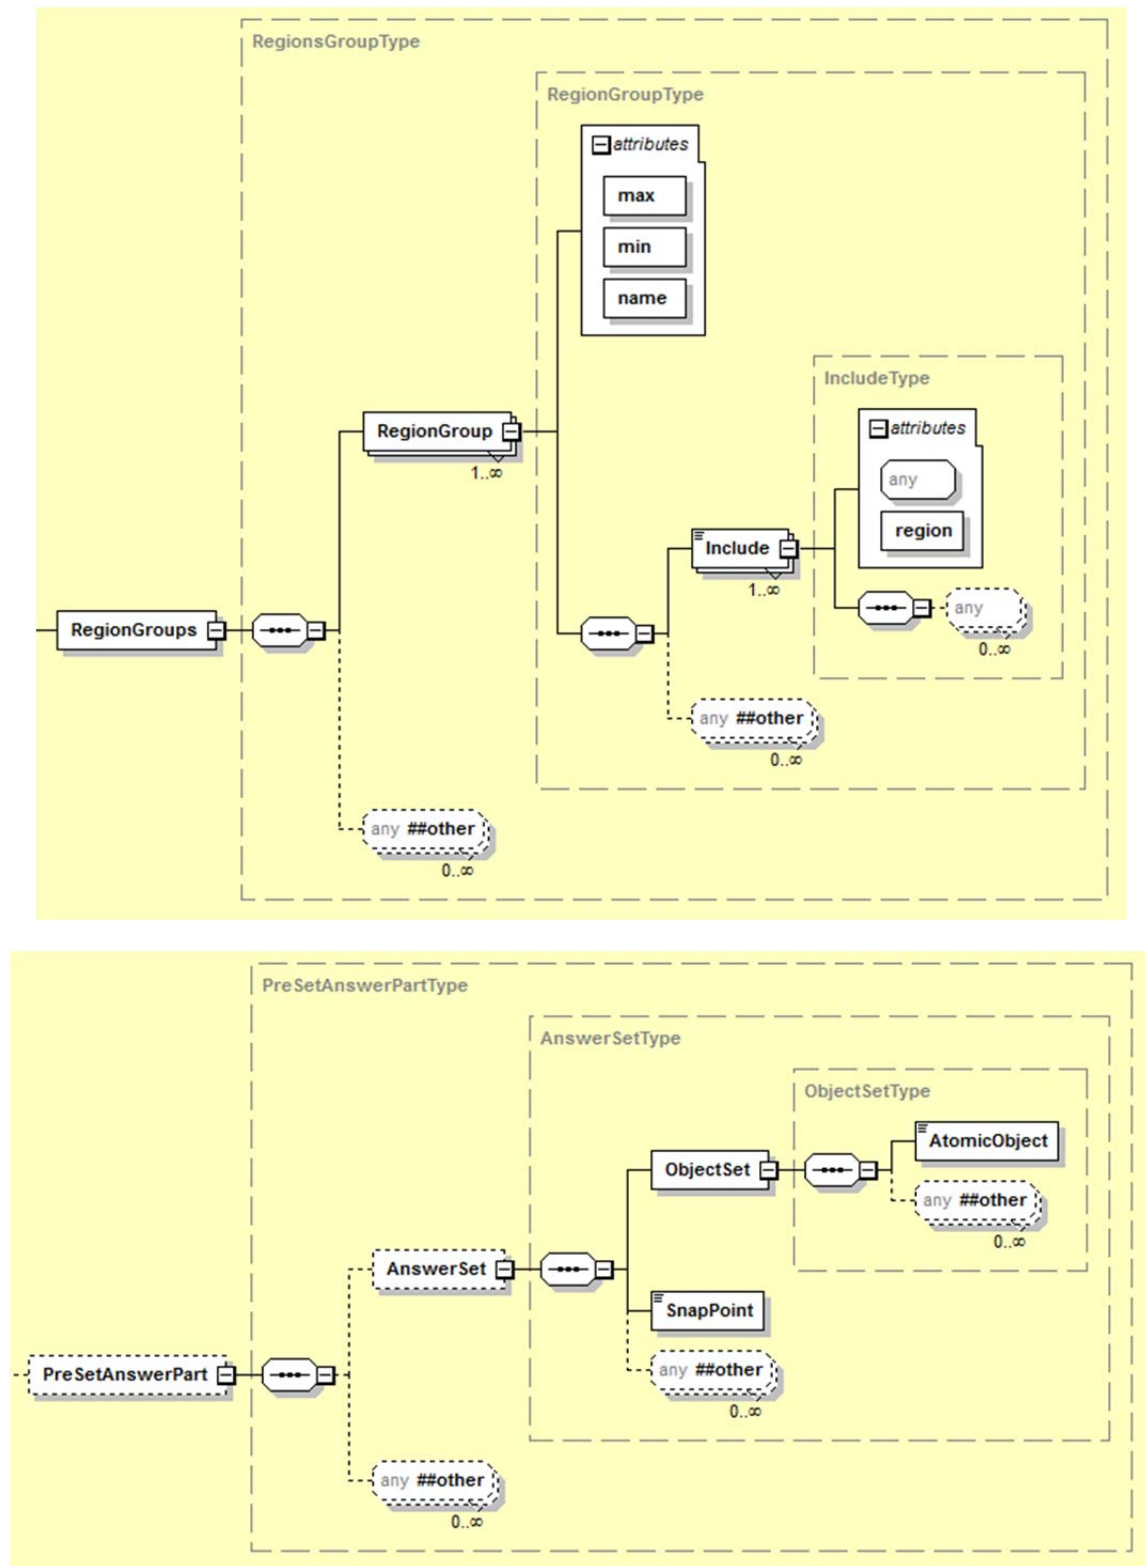 RegionsGroupType
RegionGroupType
attributes
max
min
name
IncludeType
attributes
any
region
RegionGroup
1..∞
Include
1..∞
any
0..∞
RegionGroups
any ##other
0..∞
any ##other
0..∞
PreSetAnswerPartType
AnswerSetType
ObjectSetType
AtomicObject
ObjectSet
any ##other
0..∞
AnswerSet
SnapPoint
any ##other
0..∞
PreSetAnswerPart
any ##other
0..∞